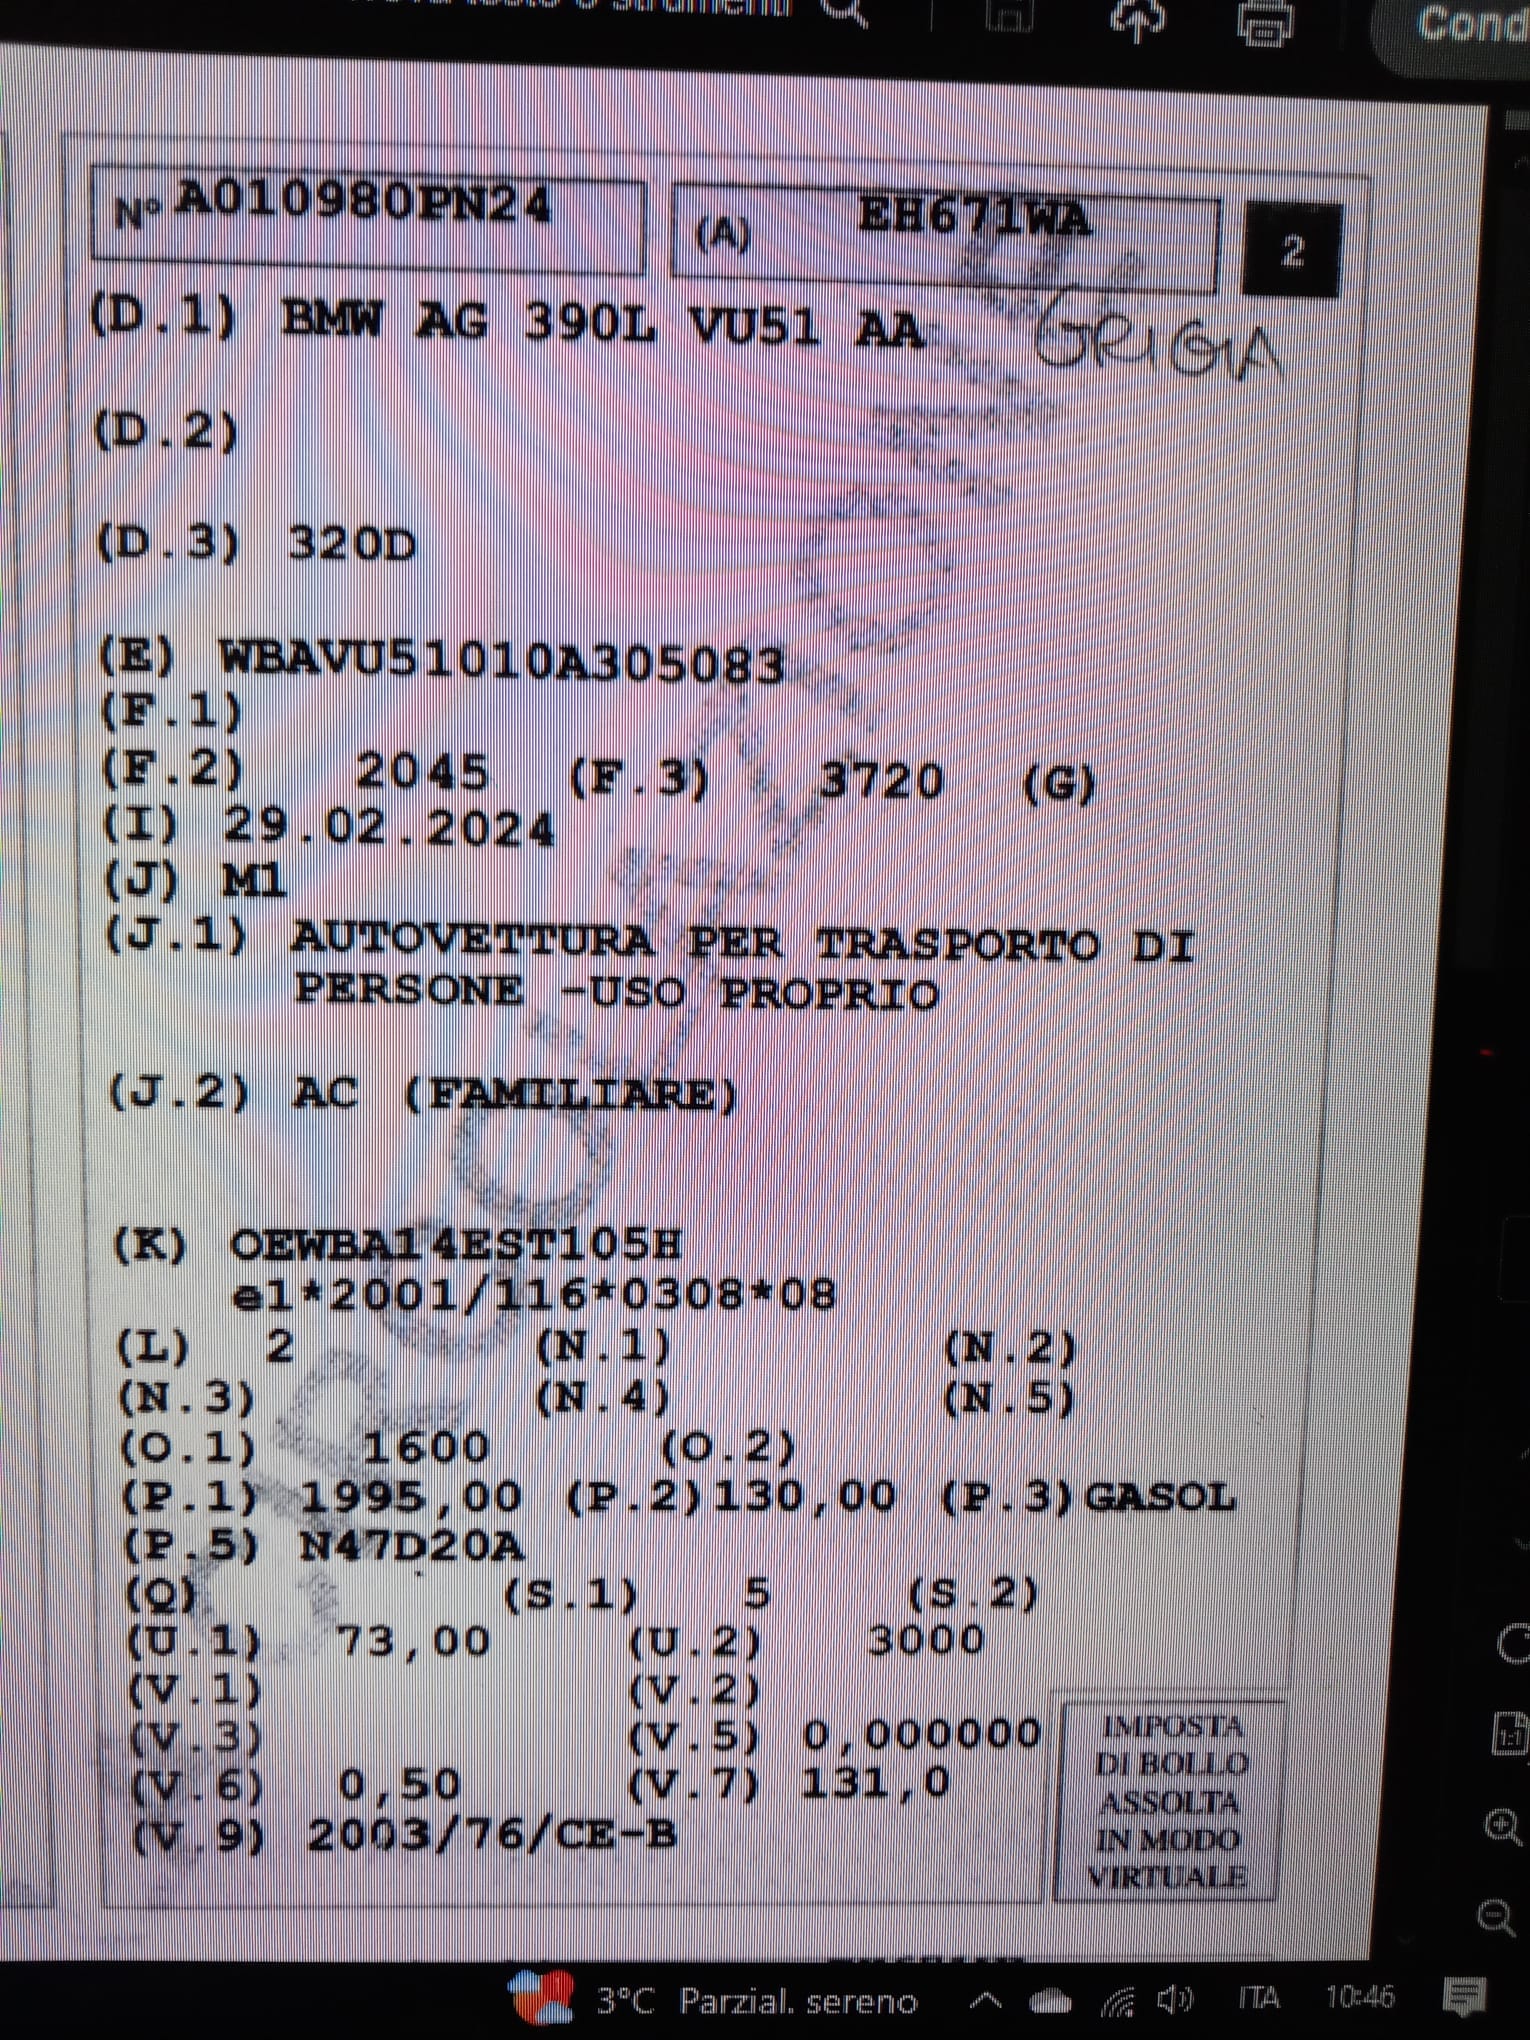 Cond
Nº A010980PN24
(A) EH671WA
2
(D.1) BMW AG 390L VU51 AA
GRIGIA
(D.2)
(D.3) 320D
(E) WBAVU51010A305083
(F.1)
(F.2) 2045 (F.3) 3720 (G)
(I) 29.02.2024
(J) M1
(J.1) AUTOVETTURA PER TRASPORTO DI
PERSONE -USO PROPRIO
(J.2) AC (FAMILIARE)
(K) OEWBA14EST105H
e1*2001/116*0308*08
(L) 2 (N.1) (N.2)
(N.3) (N.4) (N.5)
(O.1) 1600 (O.2)
(P.1) 1995,00 (P.2)130,00 (P.3)GASOL
(P.5) N47D20A
(Q) (S.1) 5 (S.2)
(U.1) 73,00 (U.2) 3000
(V.1) (V.2)
(V.3) (V.5) 0,000000
(V.6) 0,50 (V.7) 131,0
(V.9) 2003/76/CE-B
IMPOSTA
DI BOLLO
ASSOLTA
IN MODO
VIRTUALE
3°C Parzial. sereno ITA 10:46